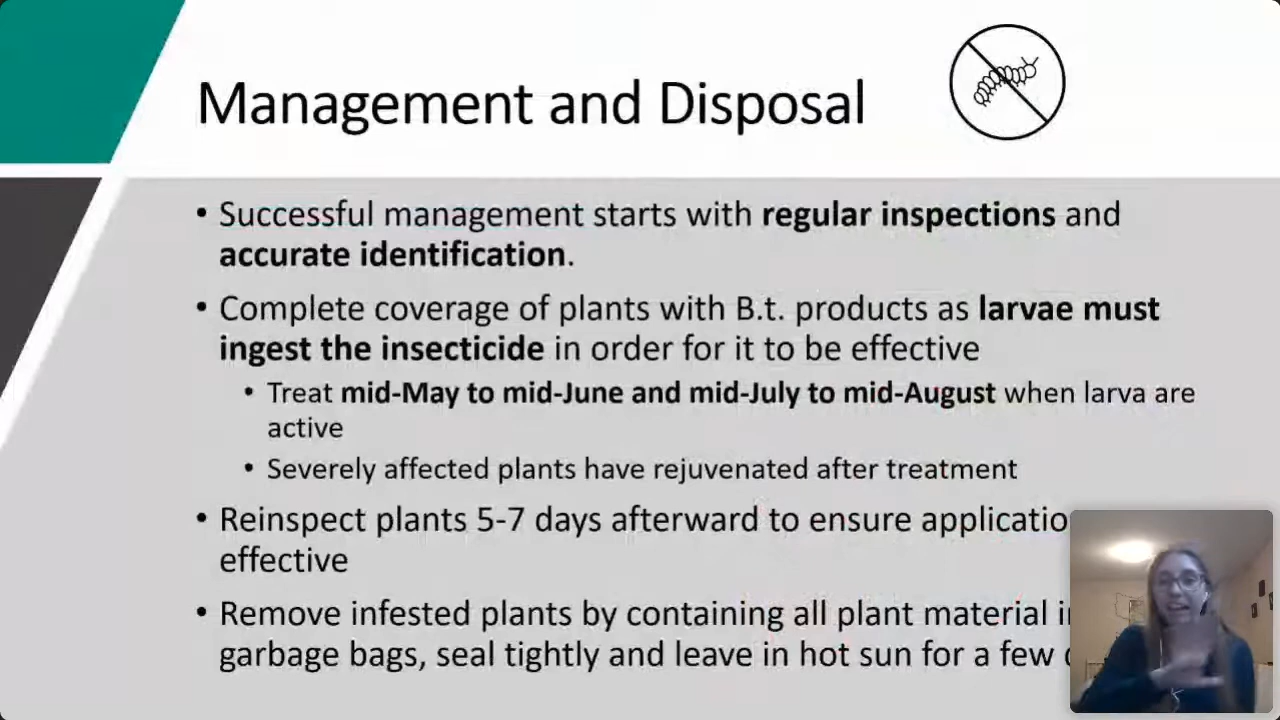 Management and Disposal
• Successful management starts with regular inspections and
accurate identification.
• Complete coverage of plants with B.t. products as larvae must
ingest the insecticide in order for it to be effective
• Treat mid-May to mid-June and mid-July to mid-August when larva are
active
• Severely affected plants have rejuvenated after treatment
• Reinspect plants 5-7 days afterward to ensure
effective
• Remove infested plants by containing all plant material
garbage bags, seal tightly and leave in hot sun for a few